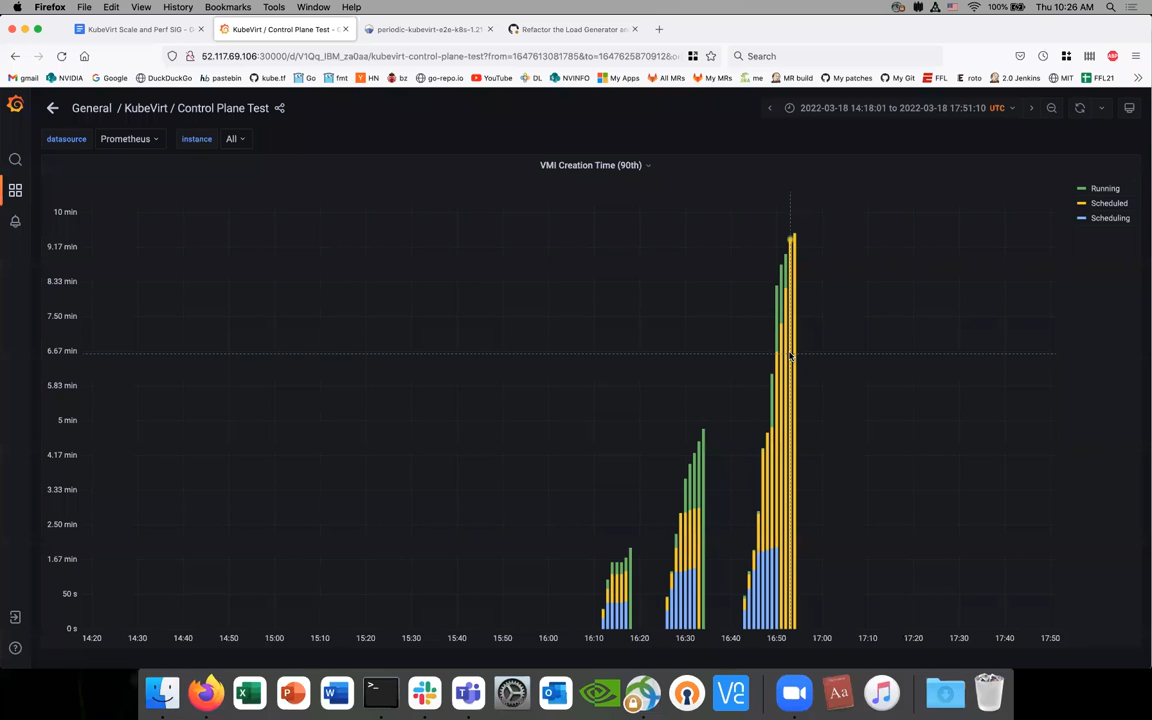 Firefox File Edit View History Bookmarks Tools Window Help 100% Thu 10:26 AM
KubeVirt Scale and Perf SIG - G
KubeVirt / Control Plane Test - G
periodic-kubevirt-e2e-k8s-1.21
Refactor the Load Generator an
52.117.69.106:30000/d/V1Qq_IBM_za0aa/kubevirt-control-plane-test?from=1647613081785&to=1647625870912&o
Search
gmail NVIDIA DuckDuckGo pastebin kube.tf Go fmt HN bz go-repo.io YouTube DL NVINFO My Apps All MRs My MRs MR build My patches My Git FFL roto 2.0 Jenkins MIT FFL21
General / KubeVirt / Control Plane Test
2022-03-18 14:18:01 to 2022-03-18 17:51:10 UTC
datasource Prometheus instance All
VMI Creation Time (90th)
Running
Scheduled
Scheduling
10 min
9.17 min
8.33 min
7.50 min
6.67 min
5.83 min
5 min
4.17 min
3.33 min
2.50 min
1.67 min
50 s
0 s
14:20 14:30 14:40 14:50 15:00 15:10 15:20 15:30 15:40 15:50 16:00 16:10 16:20 16:30 16:40 16:50 17:00 17:10 17:20 17:30 17:40 17:50